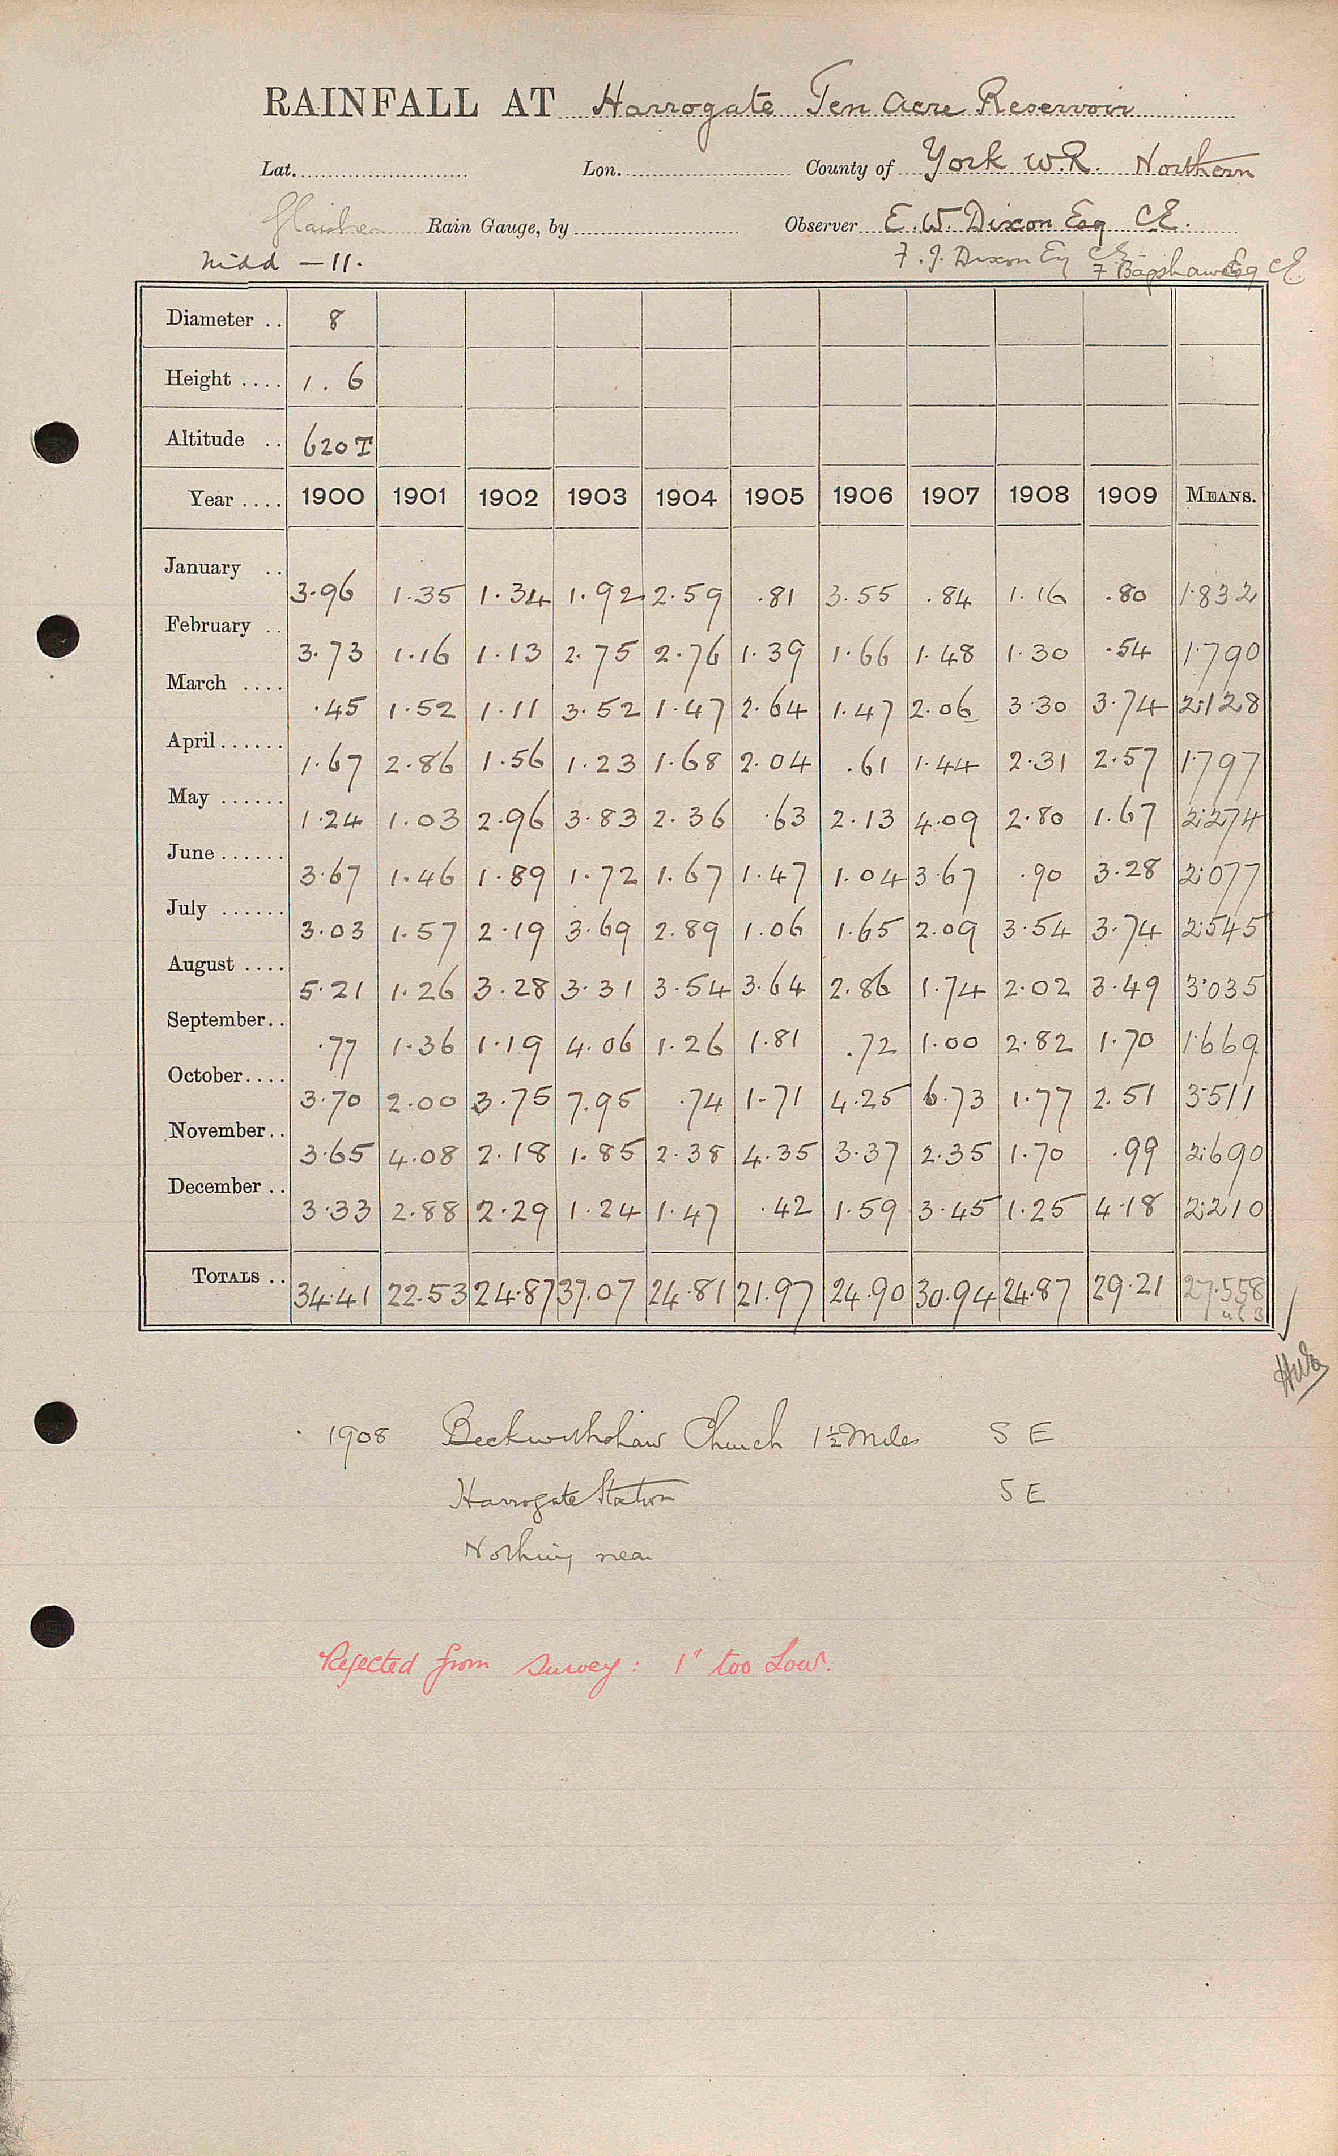 RAINFALL AT Harrogate Ten Acre Reservoir
Lat. Lon. County of York W.R. Northern
Glaisher Rain Gauge, by Observer E. W. Dixon Esq CE.
Nidd - 11. F. J. Dixon Esq CE F Bagshaw Esq CE
Diameter .. 8
Height .... 1. 6
Altitude .. 620 T
Year .... 1900 1901 1902 1903 1904 1905 1906 1907 1908 1909 MEANS.
January .. 3.96 1.35 1.34 1.92 2.59 .81 3.55 .84 1.16 .80 1.832
February .. 3.73 1.16 1.13 2.75 2.76 1.39 1.66 1.48 1.30 .54 1.790
March .... .45 1.52 1.11 3.52 1.47 2.64 1.47 2.06 3.30 3.74 2.128
April ...... 1.67 2.86 1.56 1.23 1.68 2.04 .61 1.44 2.31 2.57 1.797
May ...... 1.24 1.03 2.96 3.83 2.36 .63 2.13 4.09 2.80 1.67 2.274
June ...... 3.67 1.46 1.89 1.72 1.67 1.47 1.04 3.67 .90 3.28 2.077
July ...... 3.03 1.57 2.19 3.69 2.89 1.06 1.65 2.09 3.54 3.74 2.545
August .... 5.21 1.26 3.28 3.31 3.54 3.64 2.86 1.74 2.02 3.49 3.035
September .. .77 1.36 1.19 4.06 1.26 1.81 .72 1.00 2.82 1.70 1.669
October .... 3.70 2.00 3.75 7.95 .74 1.71 4.25 6.73 1.77 2.51 3.511
November .. 3.65 4.08 2.18 1.85 2.38 4.35 3.37 2.35 1.70 .99 2.690
December .. 3.33 2.88 2.29 1.24 1.47 .42 1.59 3.45 1.25 4.18 2.210
TOTALS .. 34.41 22.53 24.87 37.07 24.81 21.97 24.90 30.94 24.87 29.21 27.558
1908 Beckwithshaw Church 1½ Miles S E
Harrogate Station S E
Nothing near
Rejected from Survey: 1" too Low.